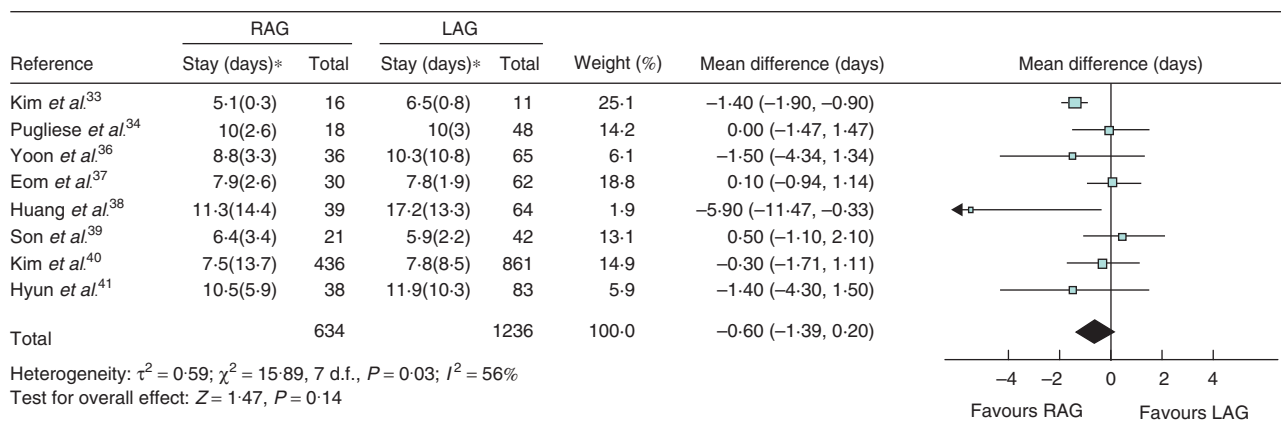 RAG LAG
Reference Stay (days)* Total Stay (days)* Total Weight (%) Mean difference (days) Mean difference (days)
Kim et al.33 5·1(0·3) 16 6·5(0·8) 11 25·1 –1·40 (–1·90, –0·90)
Pugliese et al.34 10(2·6) 18 10(3) 48 14·2 0·00 (–1·47, 1·47)
Yoon et al.36 8·8(3·3) 36 10·3(10·8) 65 6·1 –1·50 (–4·34, 1·34)
Eom et al.37 7·9(2·6) 30 7·8(1·9) 62 18·8 0·10 (–0·94, 1·14)
Huang et al.38 11·3(14·4) 39 17·2(13·3) 64 1·9 –5·90 (–11·47, –0·33)
Son et al.39 6·4(3·4) 21 5·9(2·2) 42 13·1 0·50 (–1·10, 2·10)
Kim et al.40 7·5(13·7) 436 7·8(8·5) 861 14·9 –0·30 (–1·71, 1·11)
Hyun et al.41 10·5(5·9) 38 11·9(10·3) 83 5·9 –1·40 (–4·30, 1·50)
Total 634 1236 100·0 –0·60 (–1·39, 0·20)
Heterogeneity: τ² = 0·59; χ² = 15·89, 7 d.f., P = 0·03; I² = 56%
Test for overall effect: Z = 1·47, P = 0·14
–4 –2 0 2 4
Favours RAG Favours LAG